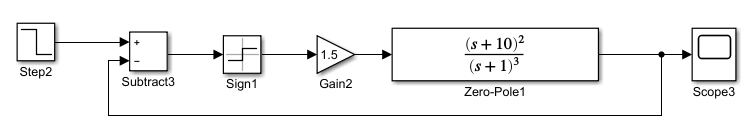 Step2
+
−
Subtract3
Sign1
1.5
Gain2
(s + 10)²
(s + 1)³
Zero-Pole1
Scope3